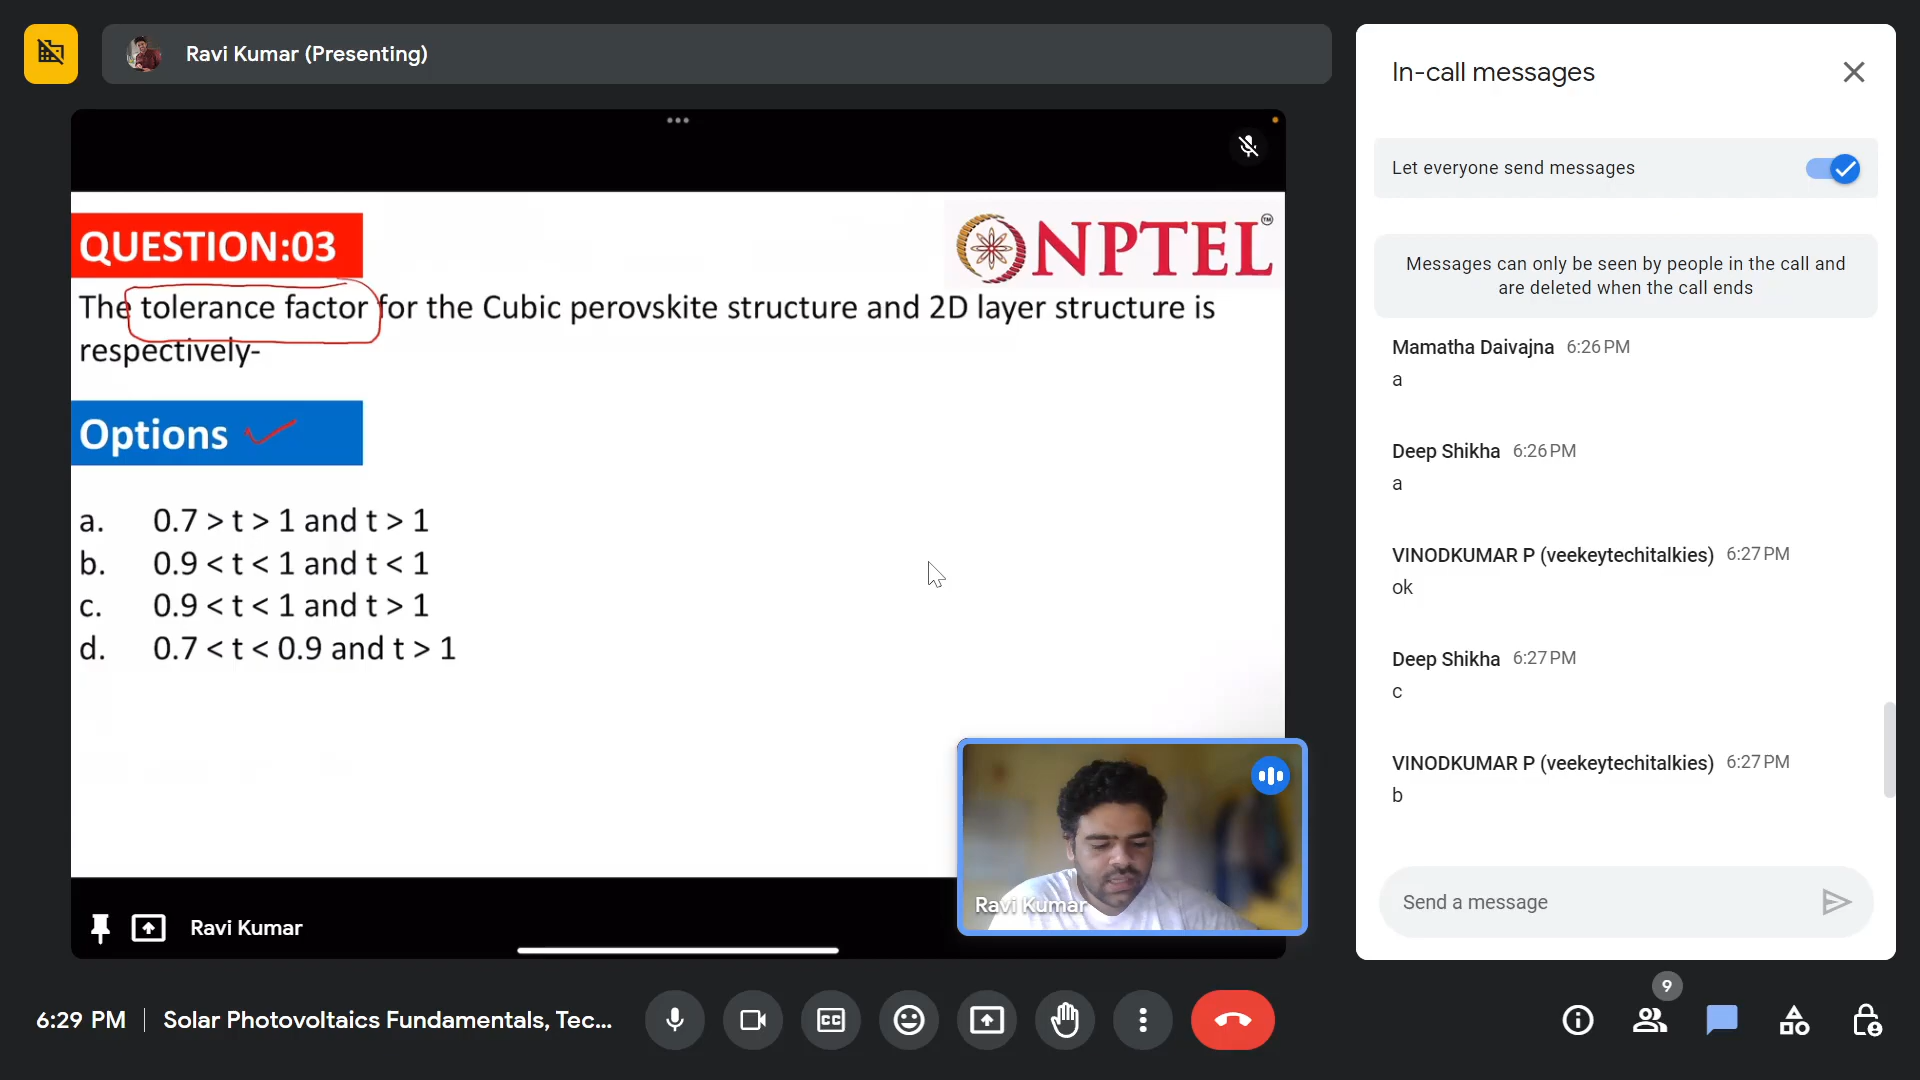 Ravi Kumar (Presenting)
QUESTION:03
NPTEL
TM
The tolerance factor for the Cubic perovskite structure and 2D layer structure is
respectively-
Options
a. 0.7 > t > 1 and t > 1
b. 0.9 < t < 1 and t < 1
c. 0.9 < t < 1 and t > 1
d. 0.7 < t < 0.9 and t > 1
Ravi Kumar
Ravi Kumar
In-call messages
Let everyone send messages
Messages can only be seen by people in the call and
are deleted when the call ends
Mamatha Daivajna 6:26 PM
a
Deep Shikha 6:26 PM
a
VINODKUMAR P (veekeytechitalkies) 6:27 PM
ok
Deep Shikha 6:27 PM
c
VINODKUMAR P (veekeytechitalkies) 6:27 PM
b
Send a message
6:29 PM | Solar Photovoltaics Fundamentals, Tec...
CC
9